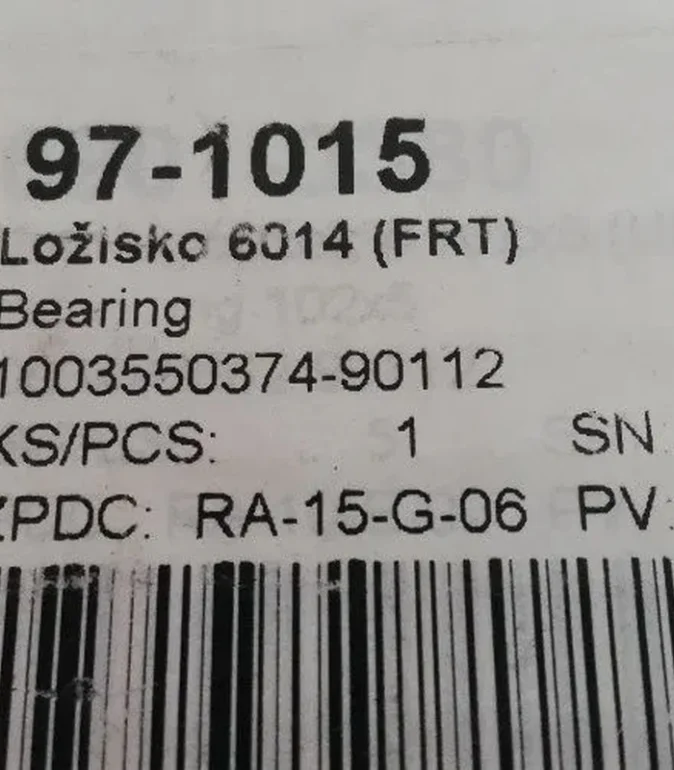 97-1015
Ložisko 6014 (FRT)
Bearing
1003550374-90112
KS/PCS: 1 SN
ZPDC: RA-15-G-06 PV: